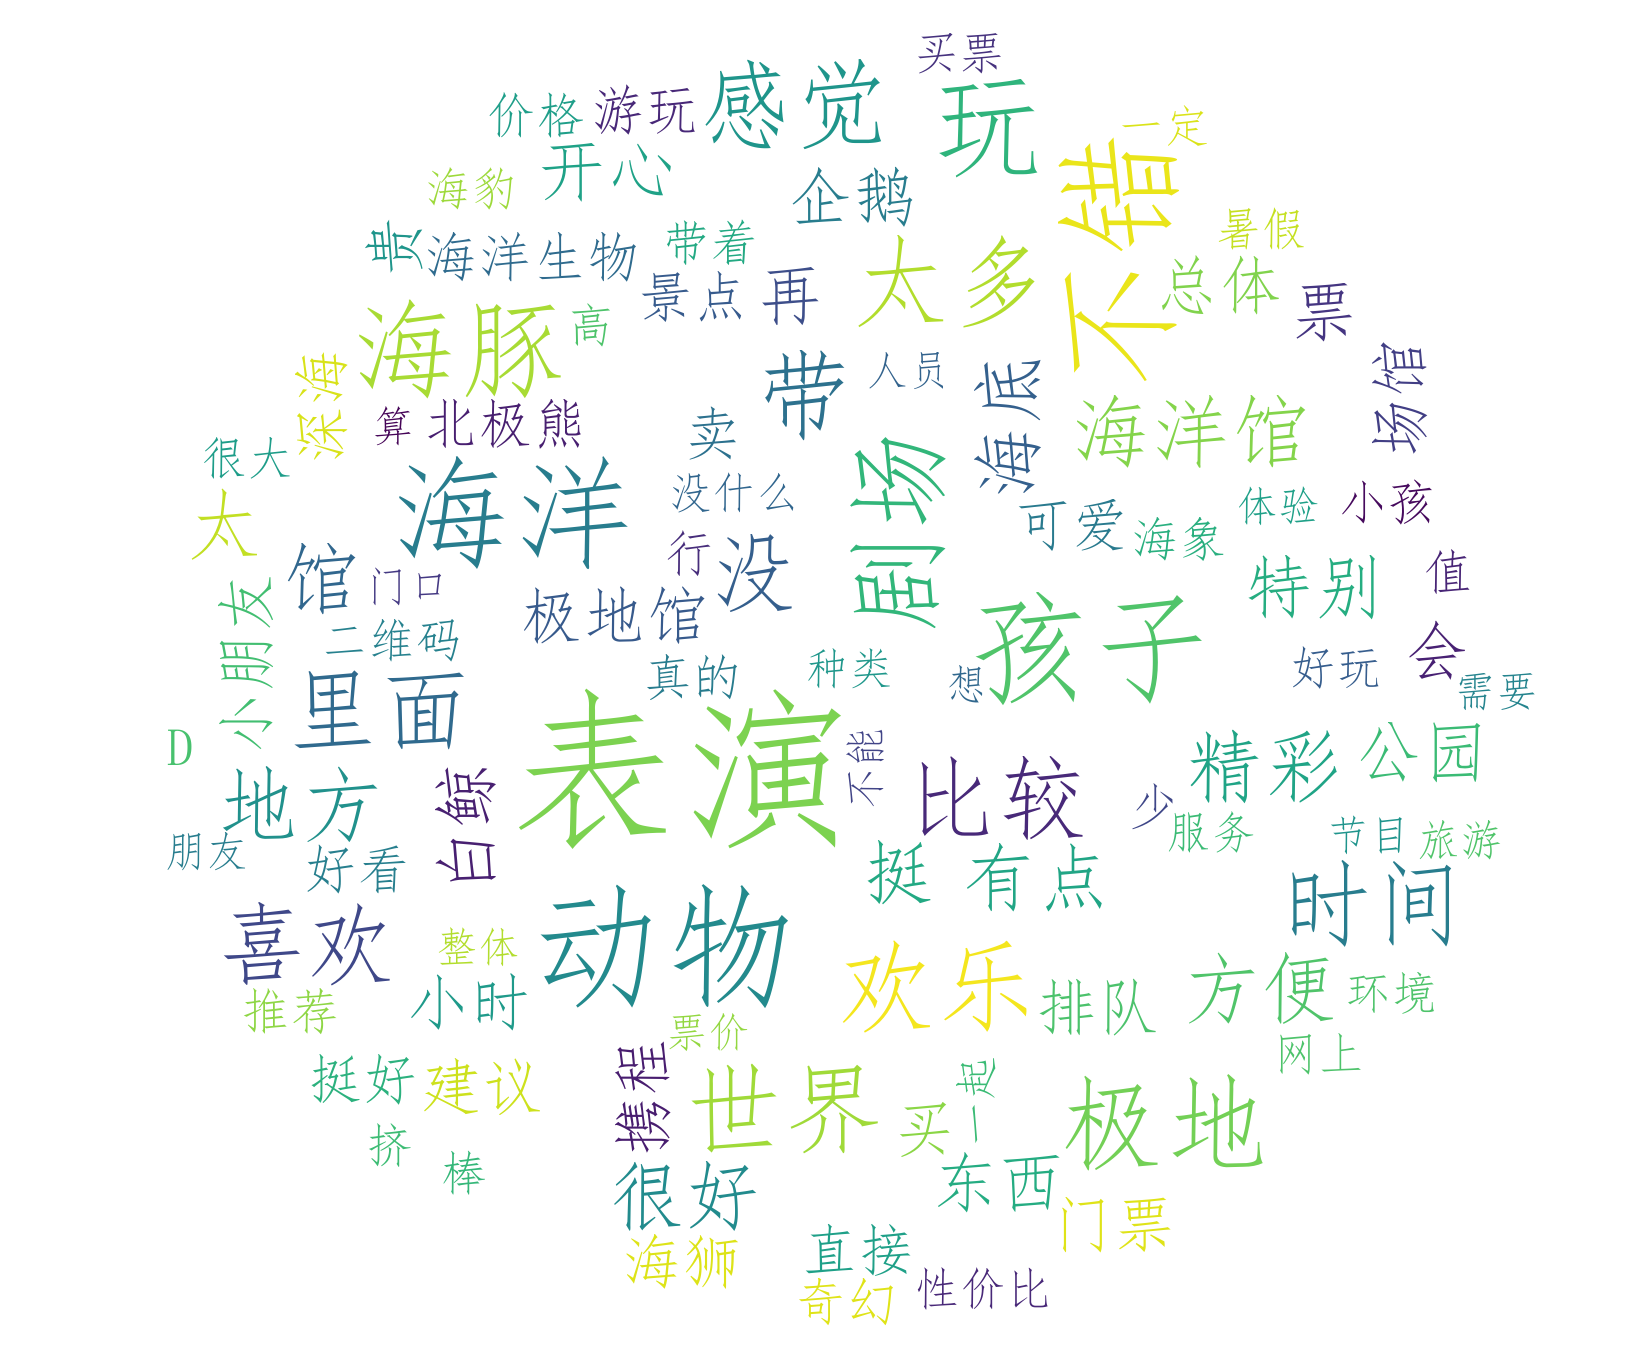 买票
价格
游玩
感觉
玩
一定
开心
不错
海豹
企鹅
贵
海洋生物
带着
暑假
景点
再
太多
总体
票
海豚
高
深海
带
人员
海底
场馆
算
北极熊
卖
海洋馆
很大
海洋
没什么
剧场
太
可爱
海象
体验
小孩
馆
门口
行
没
特别
值
小朋友
极地馆
孩子
二维码
里面
真的
种类
想
好玩
会
需要
D
表演
不能
地方
白鲸
比较
少
精彩
公园
朋友
好看
挺
有点
服务
节目
旅游
喜欢
动物
时间
整体
推荐
小时
欢乐
排队
方便
环境
票价
网上
挺好
建议
携程
世界
买
一起
极地
挤
棒
很好
东西
门票
海狮
直接
奇幻
性价比